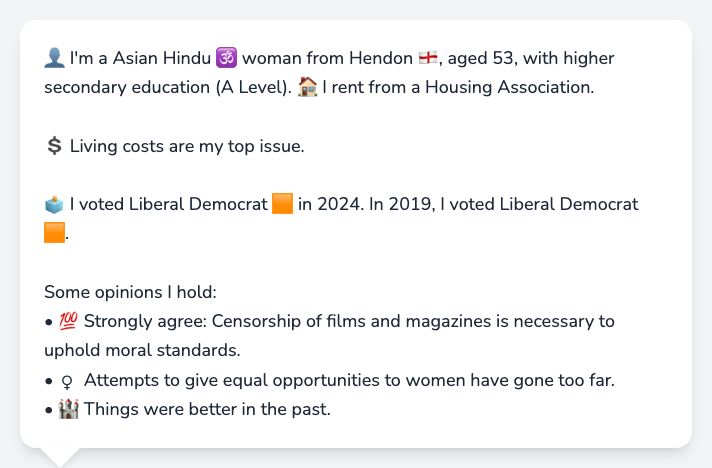 👤 I'm a Asian Hindu 🕉️ woman from Hendon 🏴󠁧󠁢󠁥󠁮󠁧󠁿, aged 53, with higher
secondary education (A Level). 🏠 I rent from a Housing Association.
💲 Living costs are my top issue.
🗳️ I voted Liberal Democrat 🟧 in 2024. In 2019, I voted Liberal Democrat
🟧.
Some opinions I hold:
• 💯 Strongly agree: Censorship of films and magazines is necessary to
uphold moral standards.
• ♀ Attempts to give equal opportunities to women have gone too far.
• 🏰 Things were better in the past.